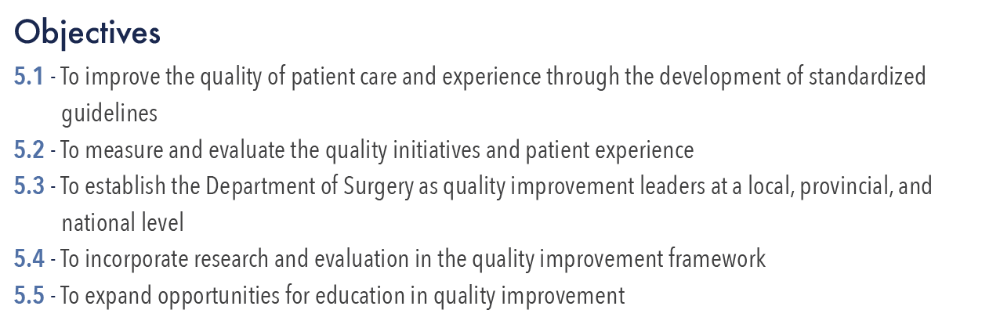 Objectives
5.1 - To improve the quality of patient care and experience through the development of standardized
guidelines
5.2 - To measure and evaluate the quality initiatives and patient experience
5.3 - To establish the Department of Surgery as quality improvement leaders at a local, provincial, and
national level
5.4 - To incorporate research and evaluation in the quality improvement framework
5.5 - To expand opportunities for education in quality improvement